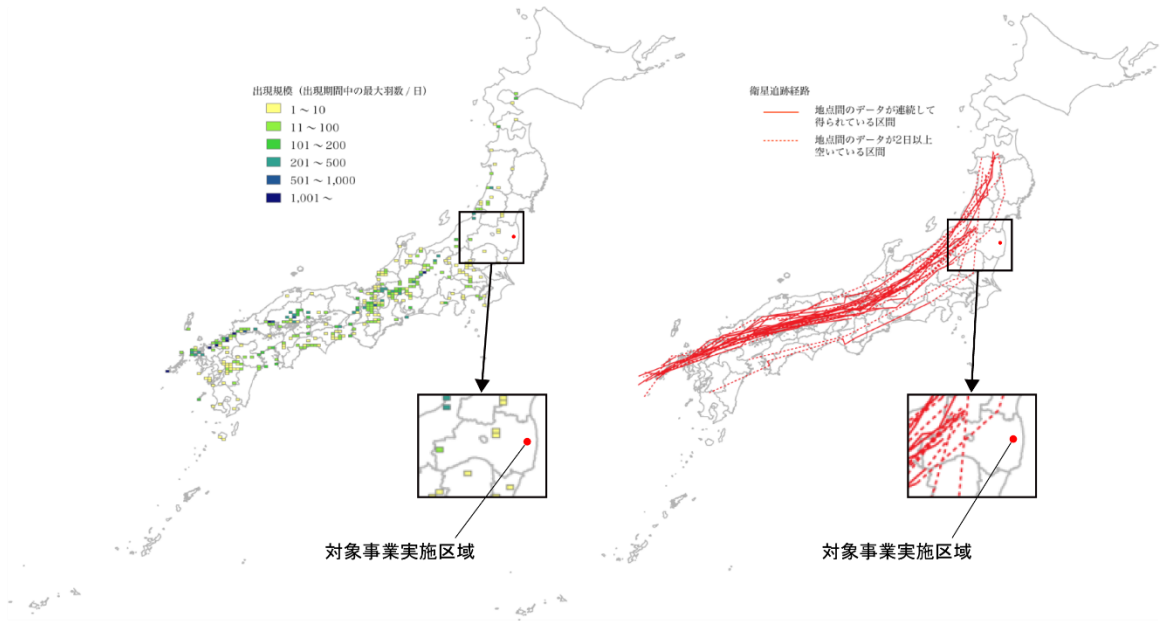 出現規模（出現期間中の最大羽数 / 日）
1 ～ 10
11 ～ 100
101 ～ 200
201 ～ 500
501 ～ 1,000
1,001 ～
対象事業実施区域
衛星追跡経路
地点間のデータが連続して
得られている区間
地点間のデータが2日以上
空いている区間
対象事業実施区域